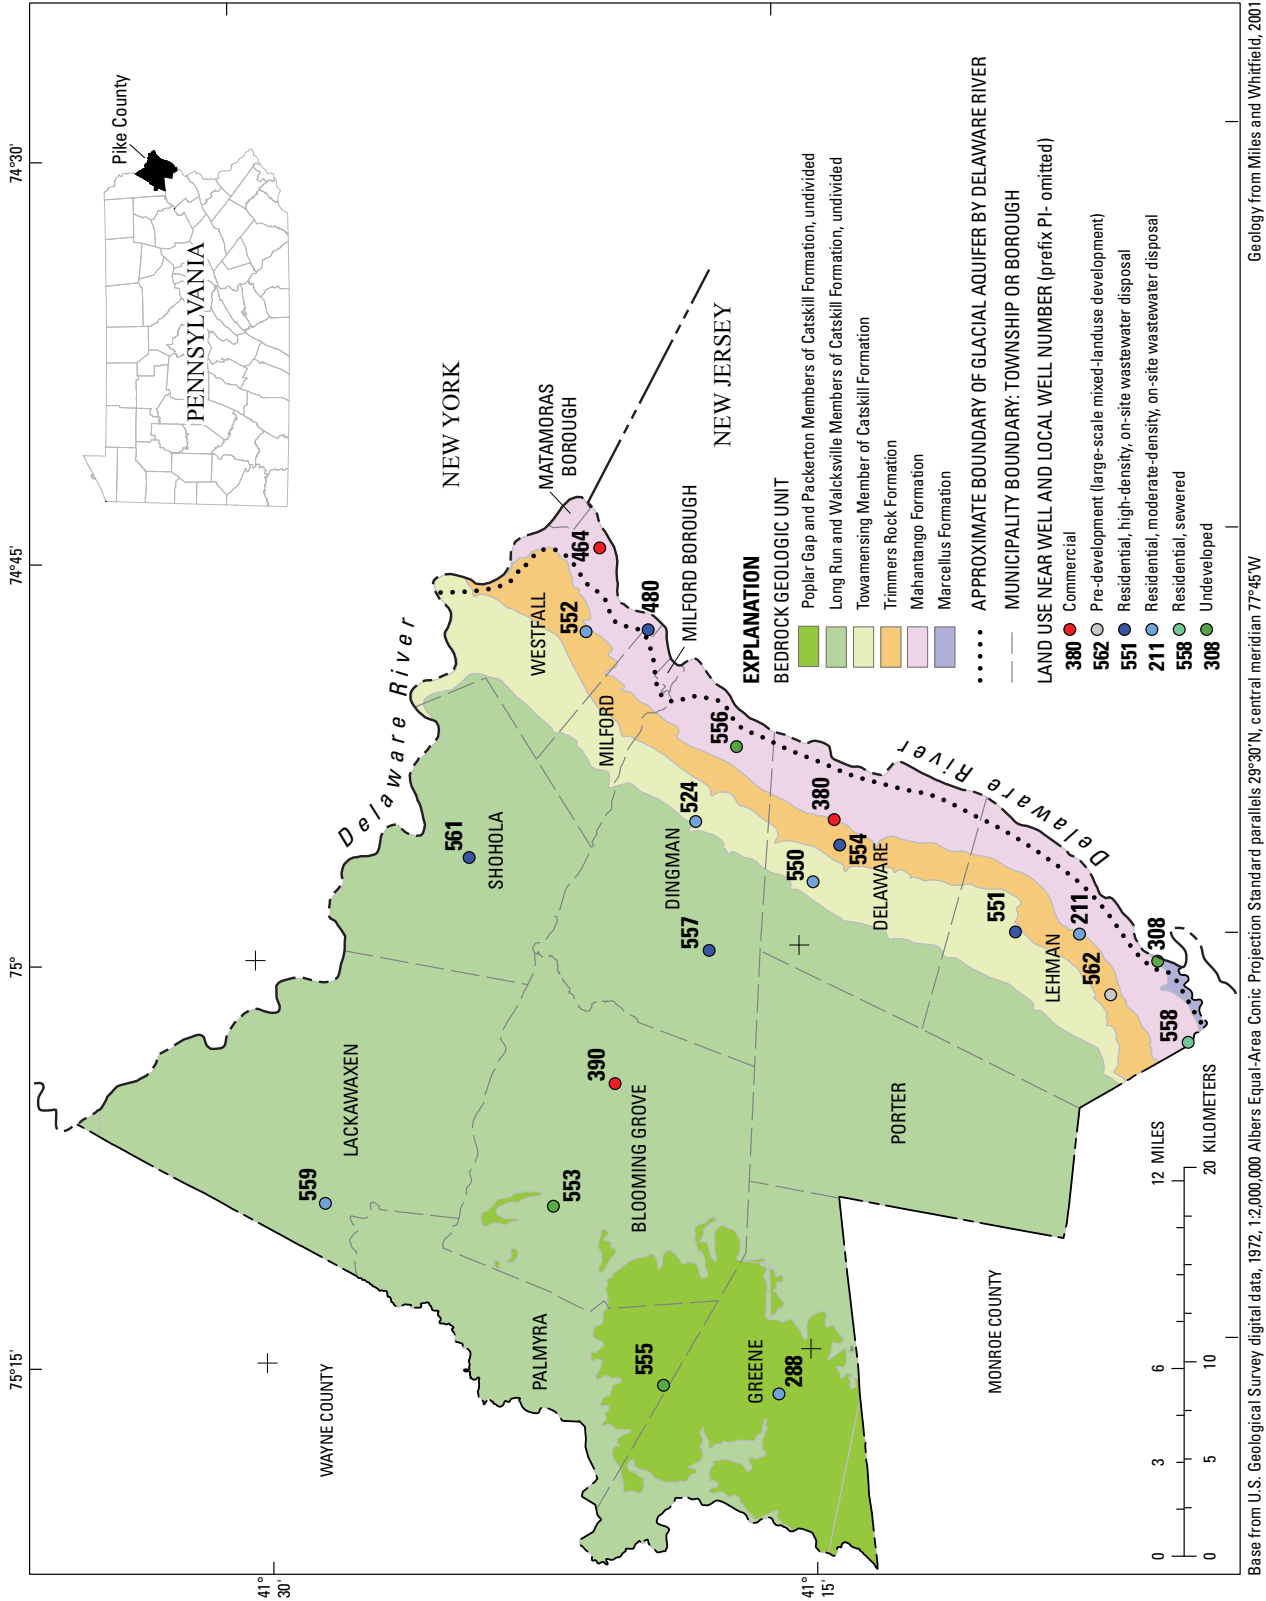 75°15'
75°
74°45'
74°30'
41°
30'
41°
15'
Pike County
PENNSYLVANIA
NEW YORK
NEW JERSEY
MATAMORAS
BOROUGH
MILFORD BOROUGH
Delaware River
Delaware River
WAYNE COUNTY
MONROE COUNTY
LACKAWAXEN
SHOHOLA
WESTFALL
MILFORD
DINGMAN
PALMYRA
BLOOMING GROVE
GREENE
PORTER
DELAWARE
LEHMAN
559
561
552
464
480
556
524
557
390
553
555
288
550
380
554
551
211
562
308
558
EXPLANATION
BEDROCK GEOLOGIC UNIT
Poplar Gap and Packerton Members of Catskill Formation, undivided
Long Run and Walcksville Members of Catskill Formation, undivided
Towamensing Member of Catskill Formation
Trimmers Rock Formation
Mahantango Formation
Marcellus Formation
APPROXIMATE BOUNDARY OF GLACIAL AQUIFER BY DELAWARE RIVER
MUNICIPALITY BOUNDARY: TOWNSHIP OR BOROUGH
LAND USE NEAR WELL AND LOCAL WELL NUMBER (prefix PI- omitted)
380 Commercial
562 Pre-development (large-scale mixed-landuse development)
551 Residential, high-density, on-site wastewater disposal
211 Residential, moderate-density, on-site wastewater disposal
558 Residential, sewered
308 Undeveloped
0 3 6 12 MILES
0 5 10 20 KILOMETERS
Base from U.S. Geological Survey digital data, 1972, 1:2,000,000 Albers Equal-Area Conic Projection Standard parallels 29°30'N, central meridian 77°45'W
Geology from Miles and Whitfield, 2001